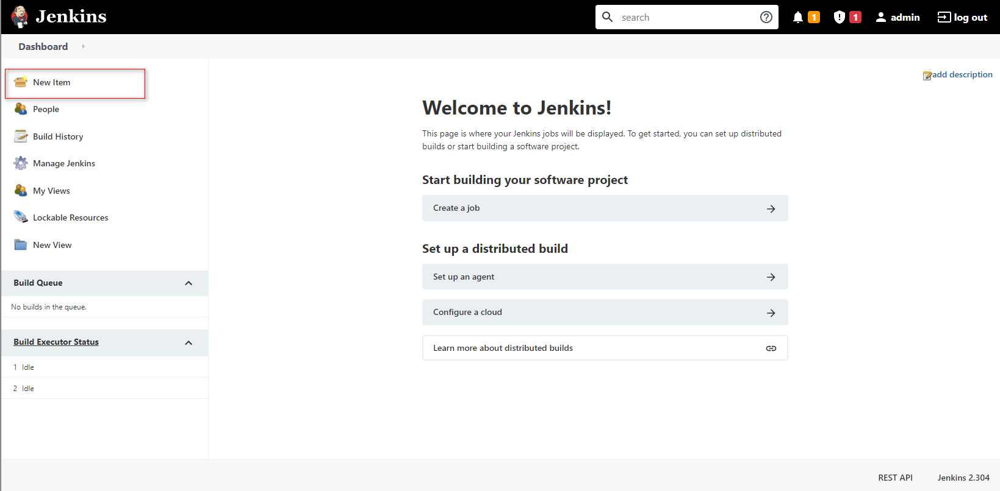 Jenkins
search
1
1
admin
log out
Dashboard
New Item
People
Build History
Manage Jenkins
My Views
Lockable Resources
New View
Build Queue
No builds in the queue.
Build Executor Status
1 Idle
2 Idle
add description
Welcome to Jenkins!
This page is where your Jenkins jobs will be displayed. To get started, you can set up distributed
builds or start building a software project.
Start building your software project
Create a job
Set up a distributed build
Set up an agent
Configure a cloud
Learn more about distributed builds
REST API
Jenkins 2.304